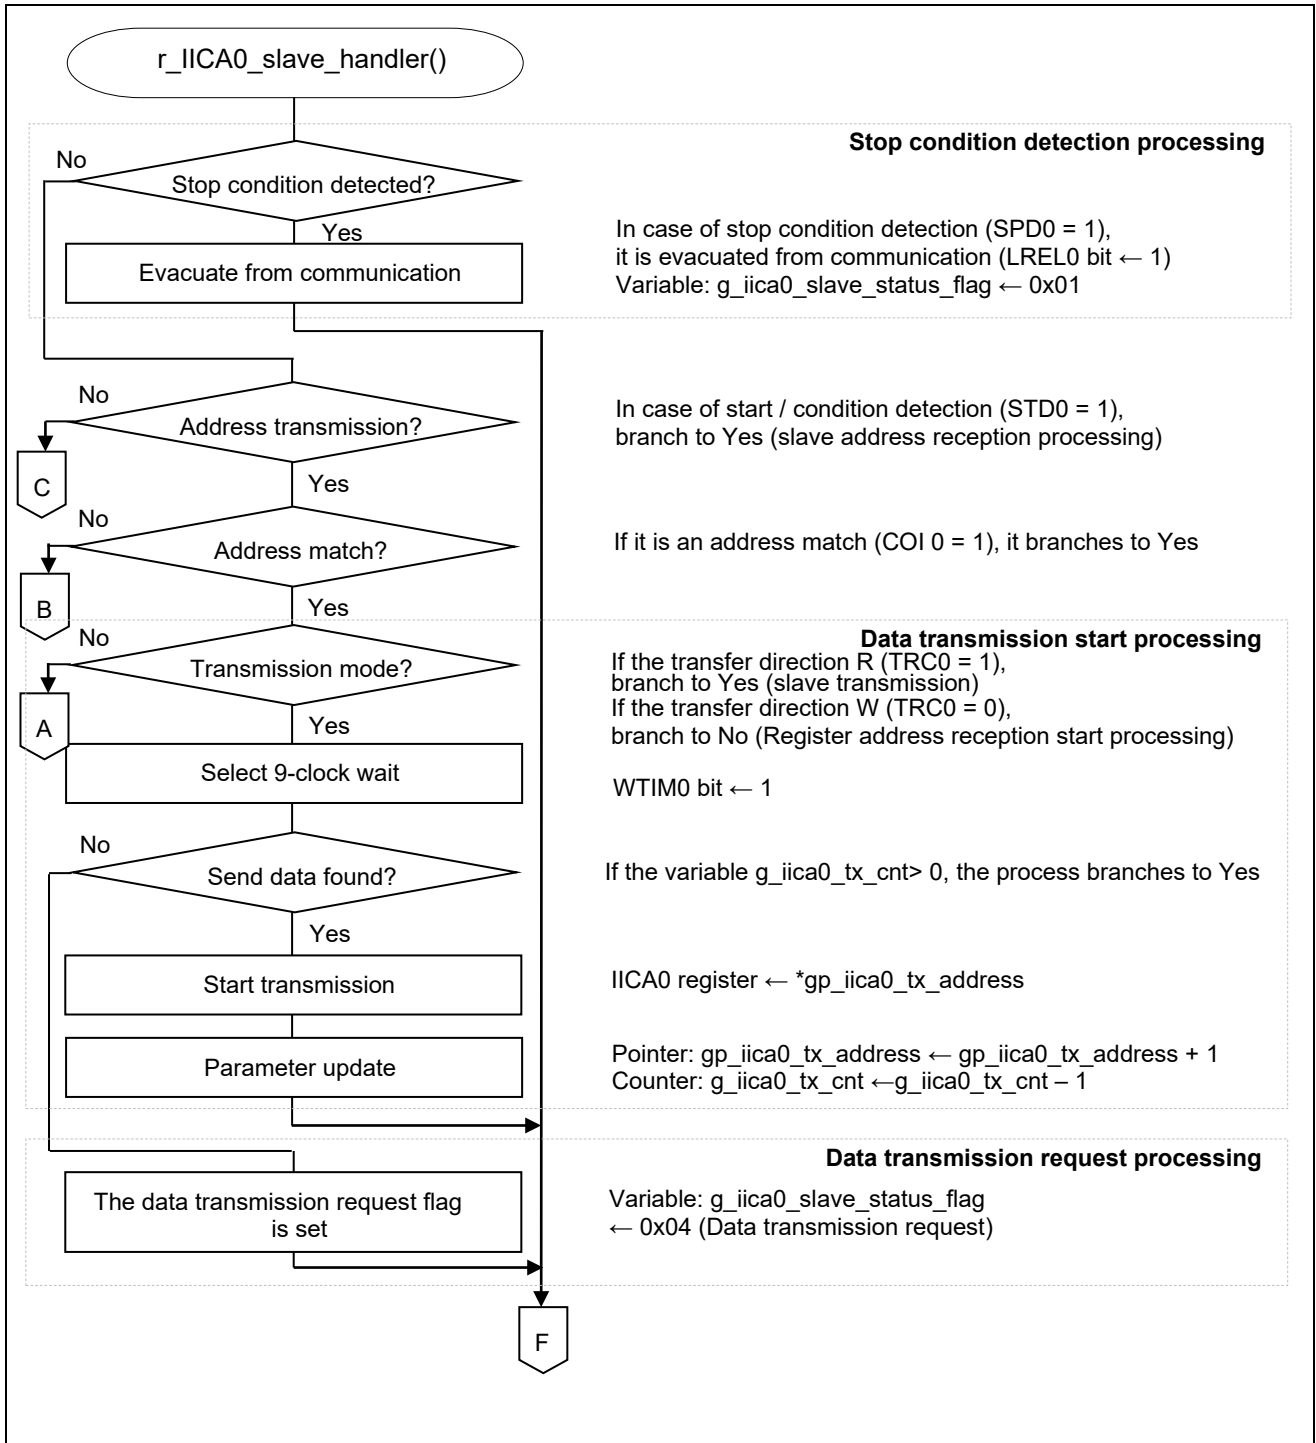 r_IICA0_slave_handler()
Stop condition detection processing
No
Stop condition detected?
Yes
In case of stop condition detection (SPD0 = 1),
it is evacuated from communication (LREL0 bit ← 1)
Variable: g_iica0_slave_status_flag ← 0x01
Evacuate from communication
No
Address transmission?
In case of start / condition detection (STD0 = 1),
branch to Yes (slave address reception processing)
C
Yes
No
Address match?
If it is an address match (COI 0 = 1), it branches to Yes
B
Yes
Data transmission start processing
No
Transmission mode?
If the transfer direction R (TRC0 = 1),
branch to Yes (slave transmission)
If the transfer direction W (TRC0 = 0),
branch to No (Register address reception start processing)
A
Yes
Select 9-clock wait
WTIM0 bit ← 1
No
Send data found?
If the variable g_iica0_tx_cnt> 0, the process branches to Yes
Yes
Start transmission
IICA0 register ← *gp_iica0_tx_address
Parameter update
Pointer: gp_iica0_tx_address ← gp_iica0_tx_address + 1
Counter: g_iica0_tx_cnt ←g_iica0_tx_cnt – 1
Data transmission request processing
The data transmission request flag
is set
Variable: g_iica0_slave_status_flag
← 0x04 (Data transmission request)
F